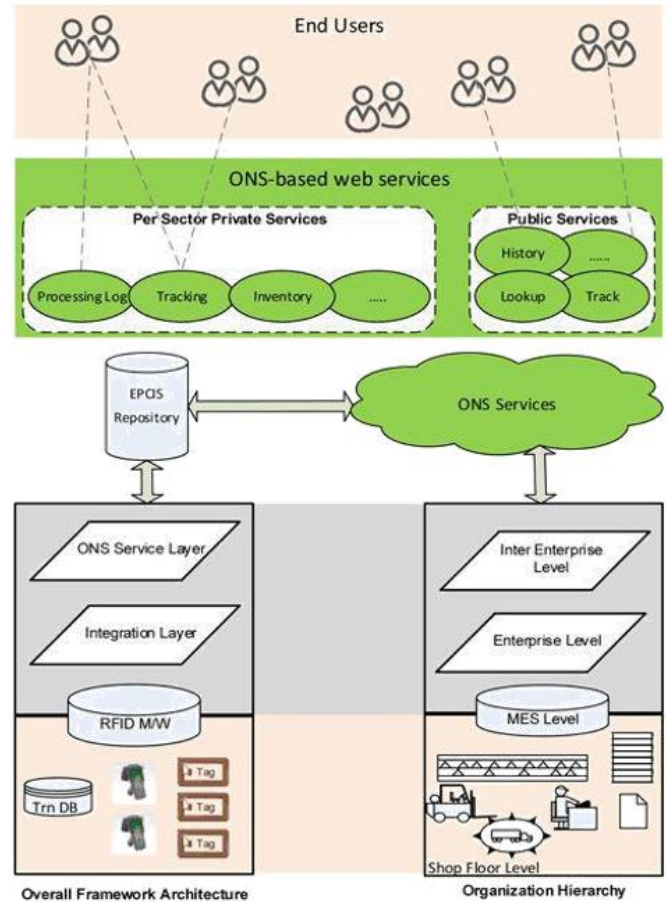 End Users
ONS-based web services
Per Sector Private Services
Public Services
Processing Log
Tracking
Inventory
.....
History
......
Lookup
Track
EPCIS
Repository
ONS Services
ONS Service Layer
Integration Layer
RFID M/W
Trn DB
Tag
Tag
Tag
Inter Enterprise
Level
Enterprise Level
MES Level
Shop Floor Level
Overall Framework Architecture
Organization Hierarchy